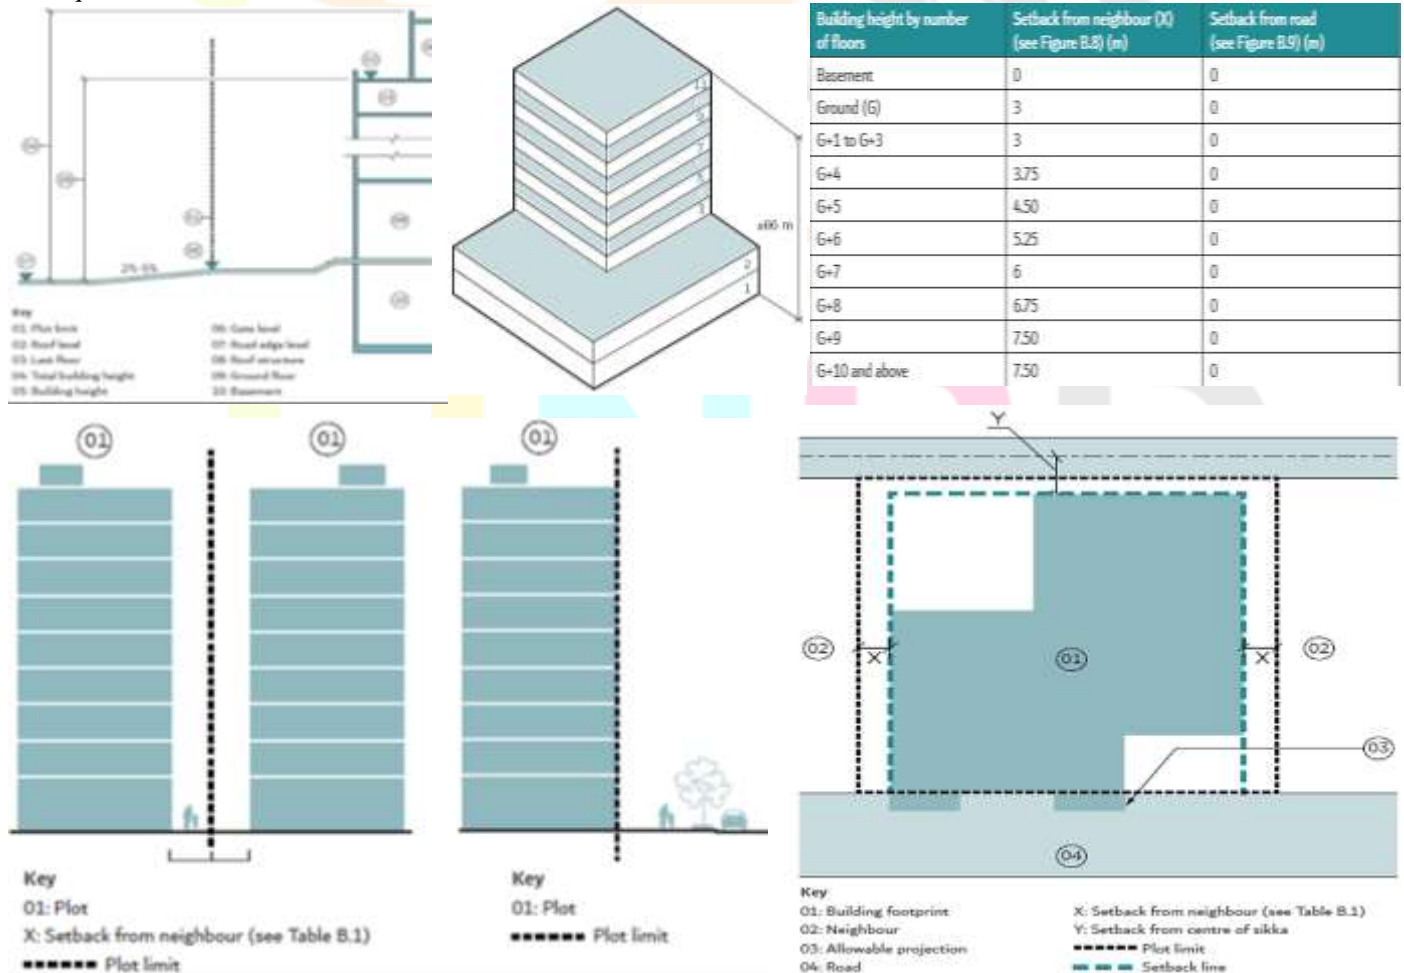 2%-5%
Key
01: Plot limit
02: Roof level
03: Last floor
04: Total building height
05: Building height
06: Gate level
07: Road edge level
08: Roof structure
09: Ground floor
10: Basement
11
9
7
2
1
Building height by number of floors
Setback from neighbour (X) (see Figure B.8) (m)
Setback from road (see Figure B.9) (m)
Basement 0 0
Ground (G) 3 0
G+1 to G+3 3 0
G+4 3.75 0
G+5 4.50 0
G+6 5.25 0
G+7 6 0
G+8 6.75 0
G+9 7.50 0
G+10 and above 7.50 0
01 01
Key
01: Plot
X: Setback from neighbour (see Table B.1)
Plot limit
01
Key
01: Plot
Plot limit
Y
02 X 01 X 02
03
04
Key
01: Building footprint
02: Neighbour
03: Allowable projection
04: Road
X: Setback from neighbour (see Table B.1)
Y: Setback from centre of sikka
Plot limit
Setback line